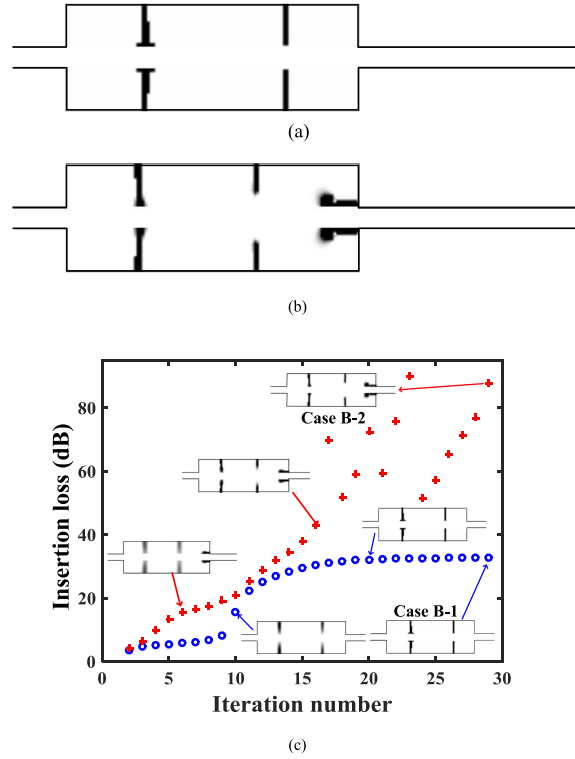 (a)
(b)
Insertion loss (dB)
80
60
40
20
0
Case B-2
Case B-1
0 5 10 15 20 25 30
Iteration number
(c)